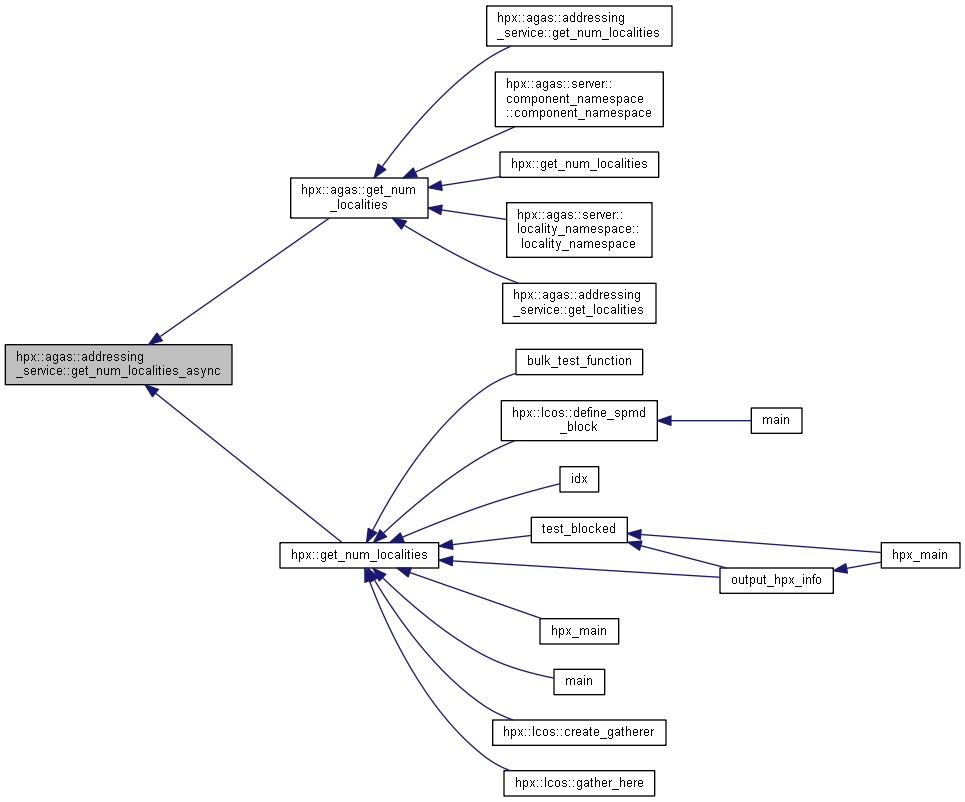 hpx::agas::addressing
_service::get_num_localities
hpx::agas::server::
component_namespace
::component_namespace
hpx::get_num_localities
hpx::agas::get_num
_localities
hpx::agas::server::
locality_namespace::
locality_namespace
hpx::agas::addressing
_service::get_localities
hpx::agas::addressing
_service::get_num_localities_async
bulk_test_function
hpx::lcos::define_spmd
_block
main
idx
test_blocked
hpx::get_num_localities
hpx_main
output_hpx_info
hpx_main
main
hpx::lcos::create_gatherer
hpx::lcos::gather_here